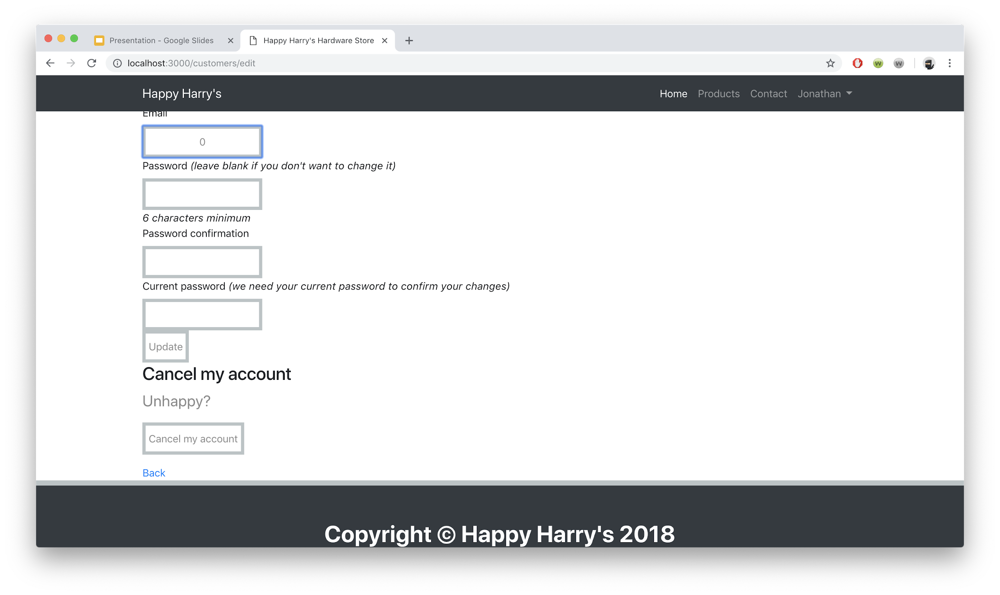 Presentation - Google Slides
Happy Harry's Hardware Store
localhost:3000/customers/edit
Happy Harry's
Home Products Contact Jonathan
Email
0
Password (leave blank if you don't want to change it)
6 characters minimum
Password confirmation
Current password (we need your current password to confirm your changes)
Update
Cancel my account
Unhappy?
Cancel my account
Back
Copyright © Happy Harry's 2018